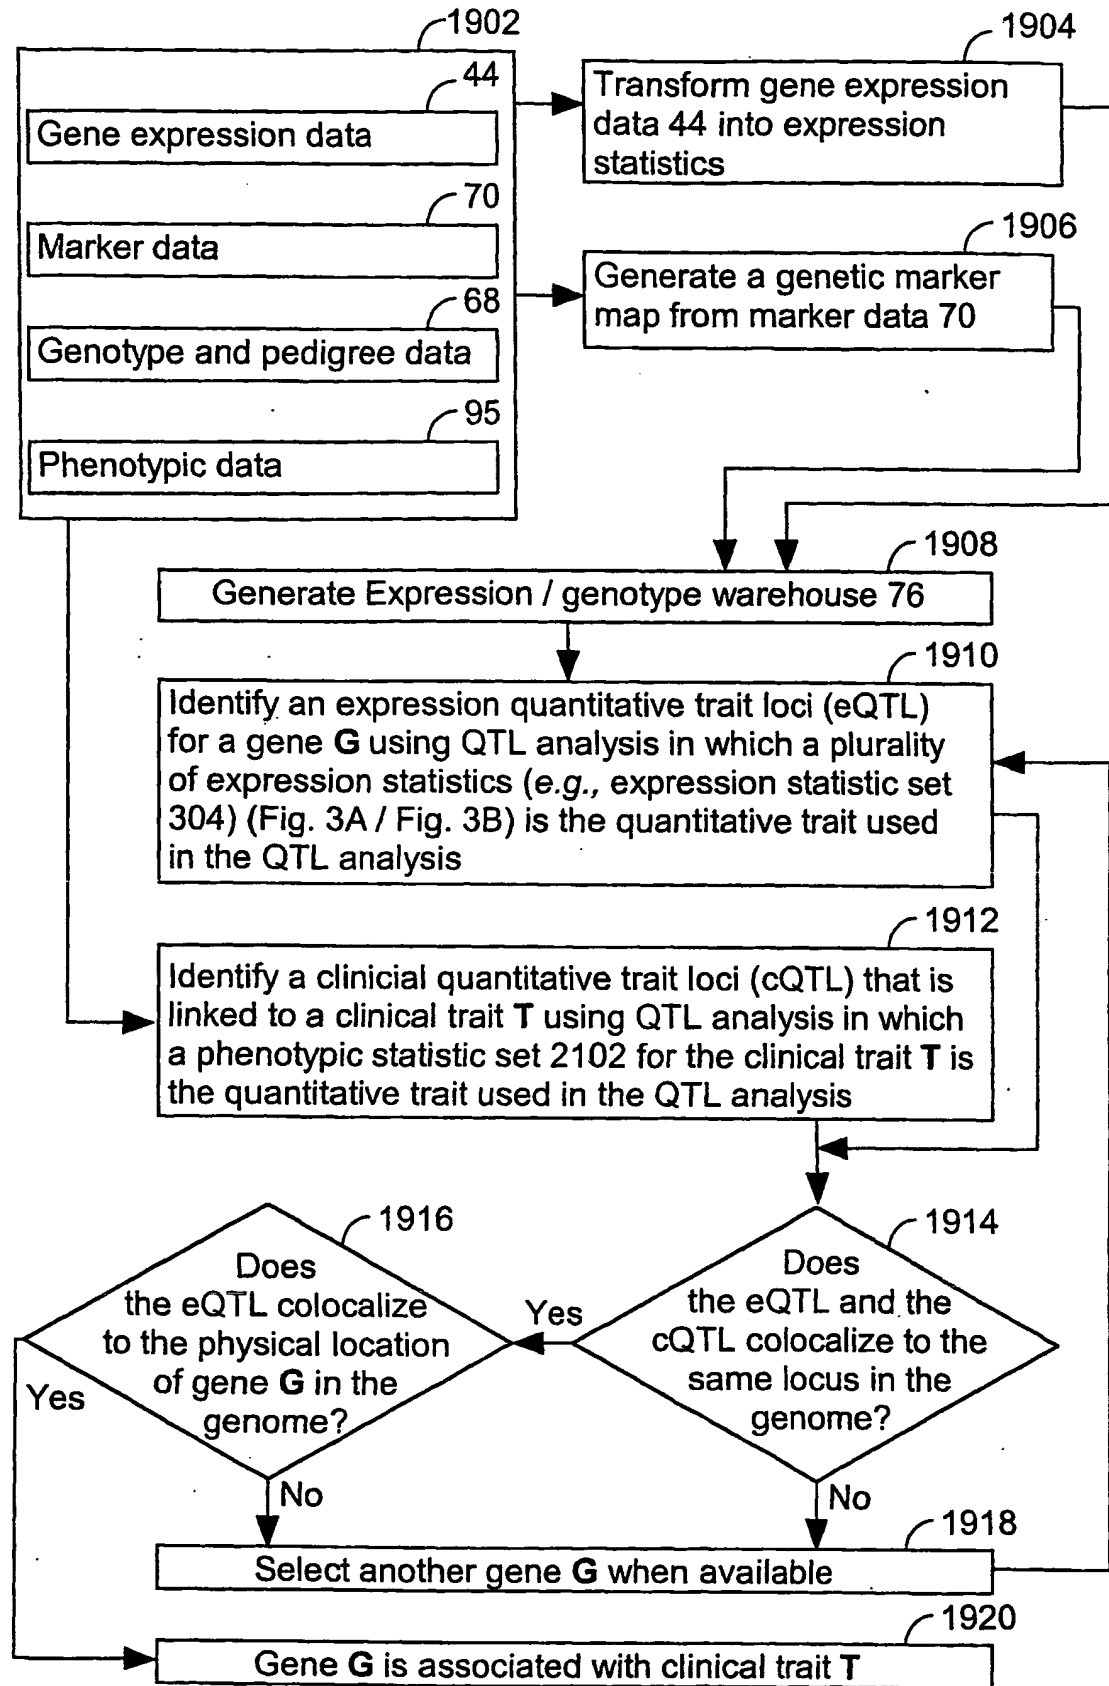 1902
44
Gene expression data
70
Marker data
68
Genotype and pedigree data
95
Phenotypic data
1904
Transform gene expression
data 44 into expression
statistics
1906
Generate a genetic marker
map from marker data 70
1908
Generate Expression / genotype warehouse 76
1910
Identify an expression quantitative trait loci (eQTL)
for a gene G using QTL analysis in which a plurality
of expression statistics (e.g., expression statistic set
304) (Fig. 3A / Fig. 3B) is the quantitative trait used
in the QTL analysis
1912
Identify a clinicial quantitative trait loci (cQTL) that is
linked to a clinical trait T using QTL analysis in which
a phenotypic statistic set 2102 for the clinical trait T is
the quantitative trait used in the QTL analysis
1914
Does
the eQTL and the
cQTL colocalize to the
same locus in the
genome?
Yes
No
1916
Does
the eQTL colocalize
to the physical location
of gene G in the
genome?
Yes
No
1918
Select another gene G when available
1920
Gene G is associated with clinical trait T